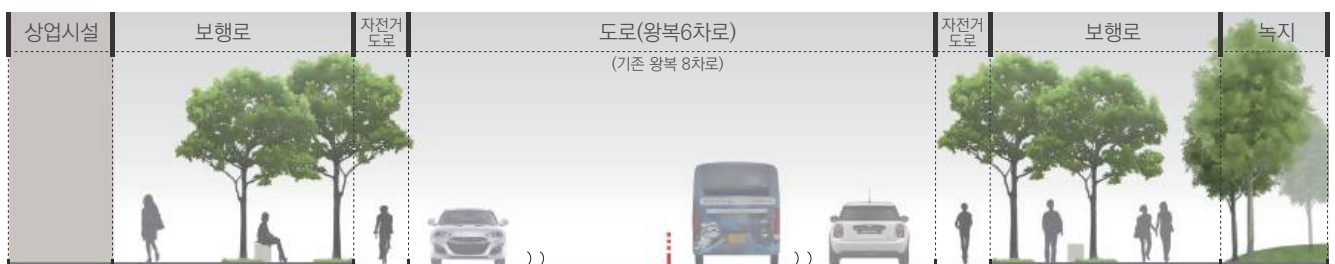 상업시설
보행로
자전거
도로
도로(왕복6차로)
(기존 왕복 8차로)
자전거
도로
보행로
녹지